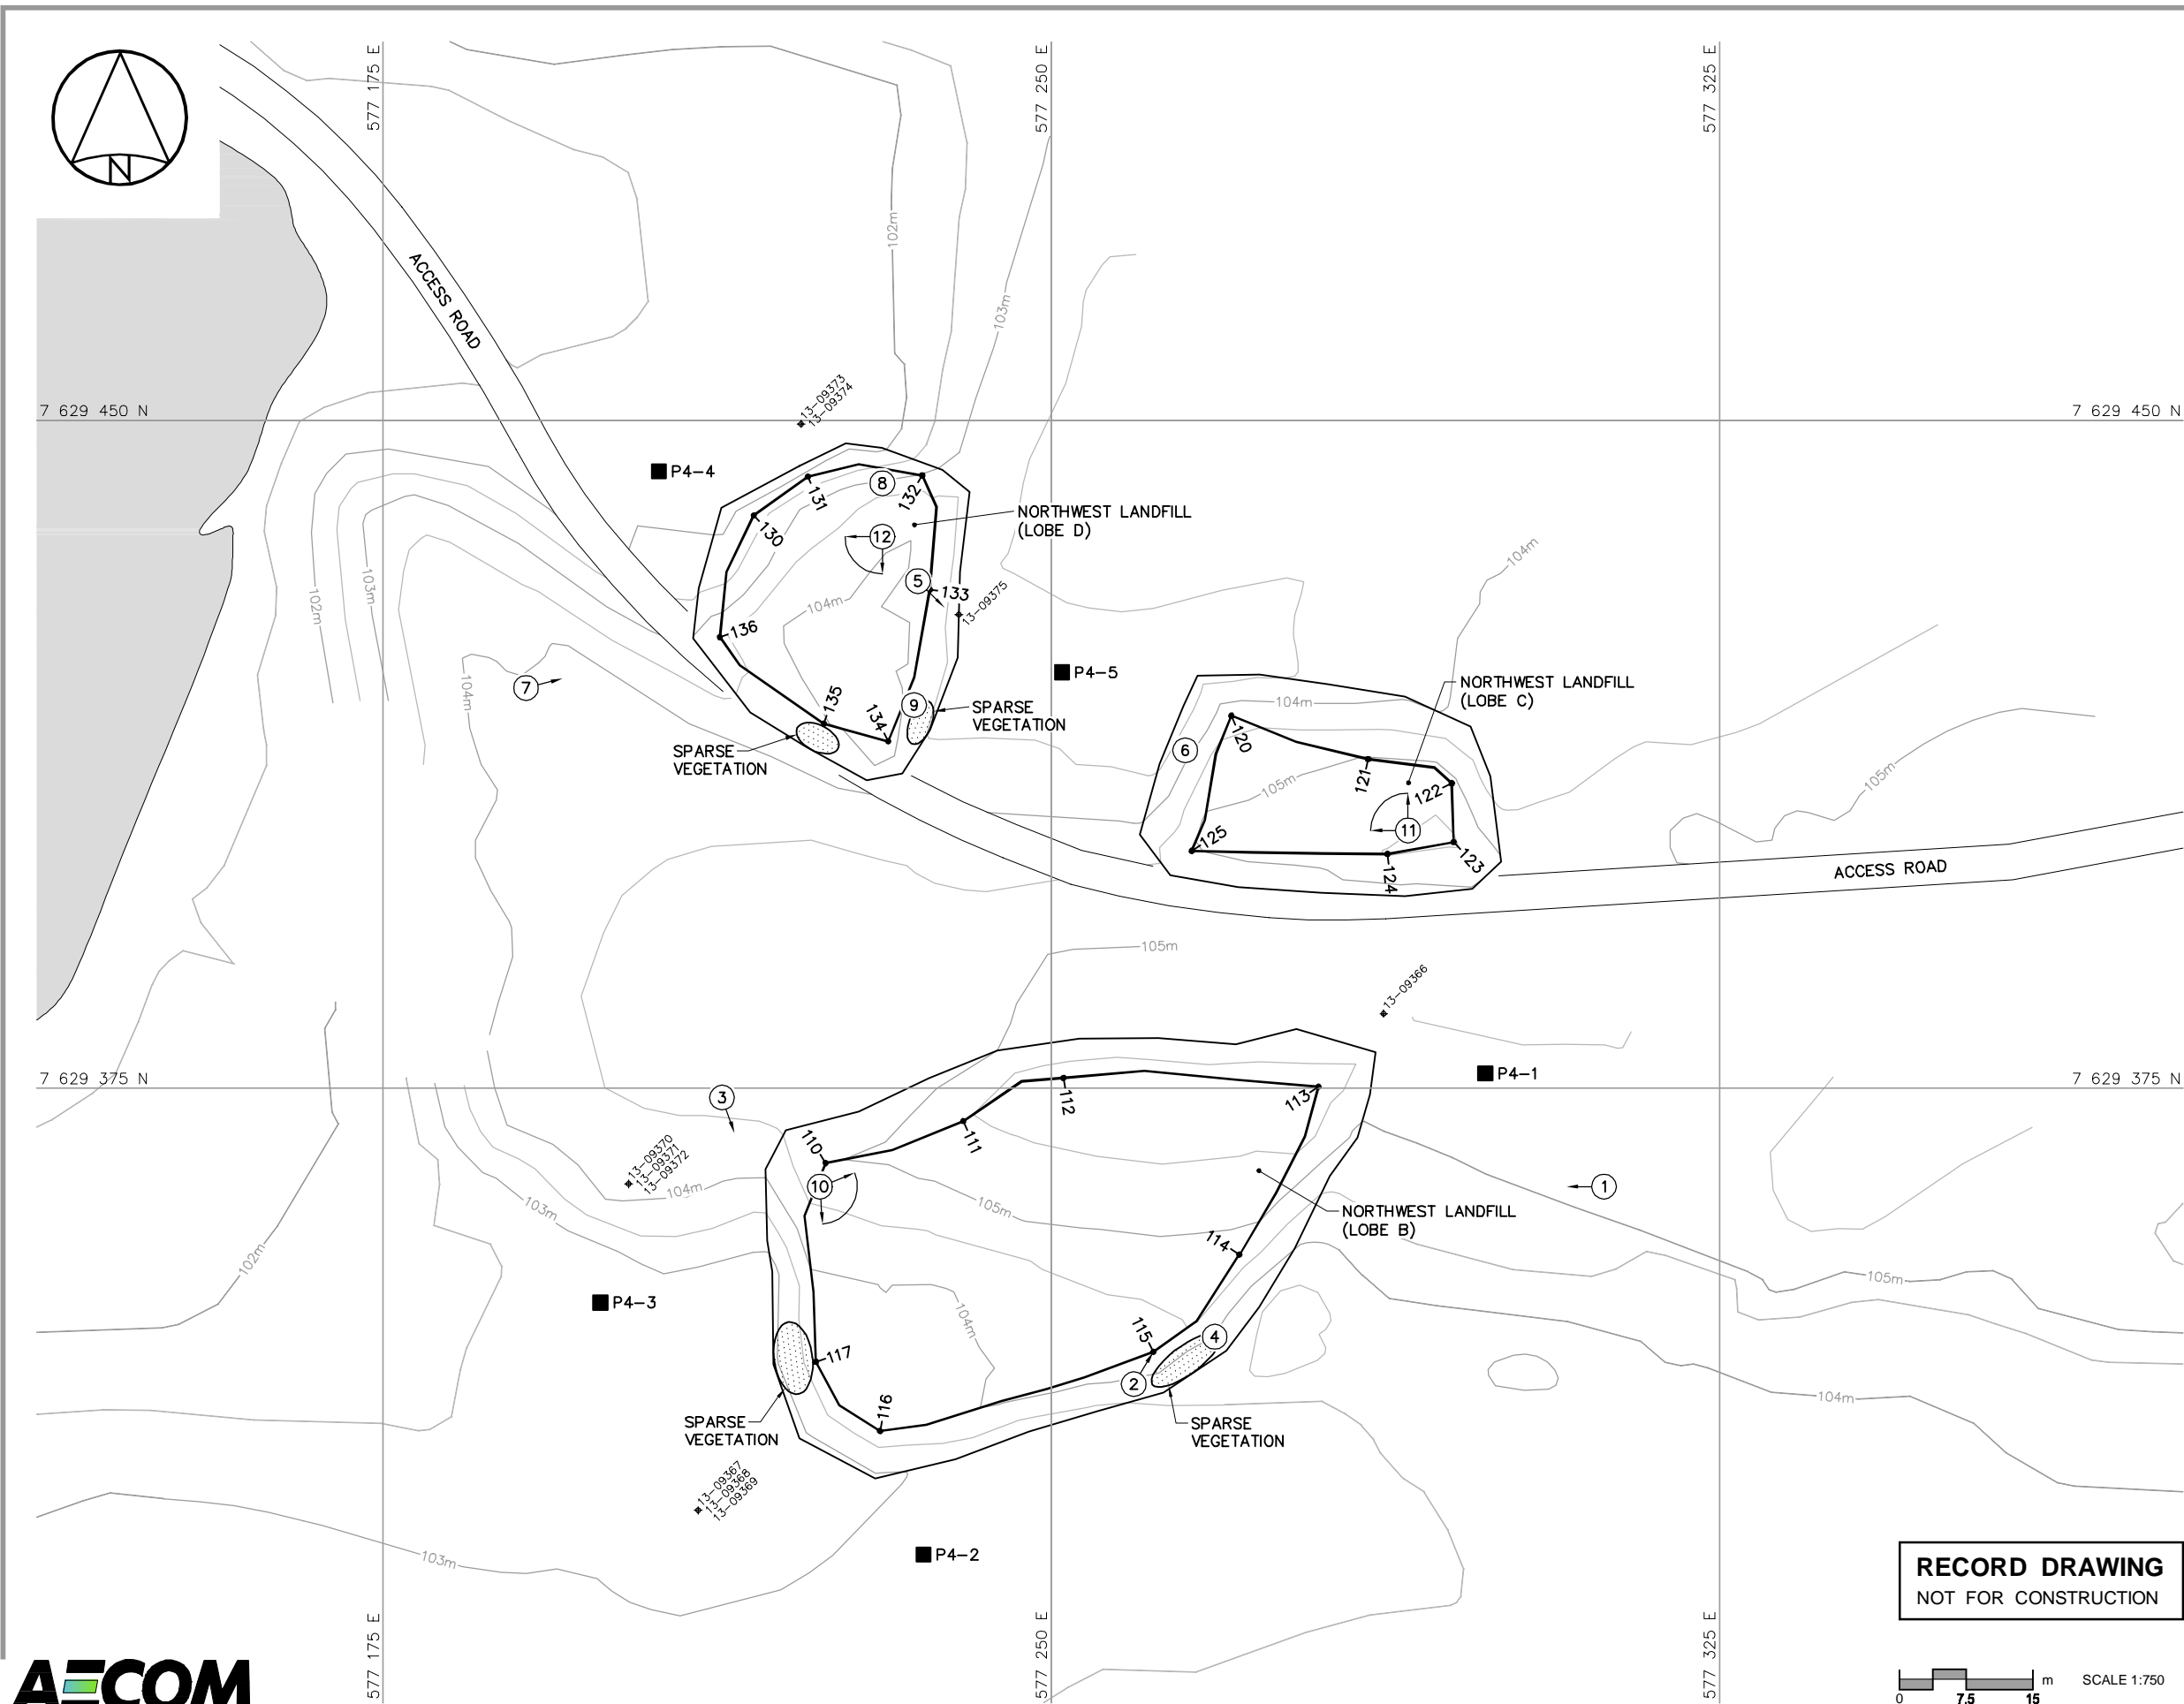 577 175 E
577 250 E
577 325 E
N
102m
ACCESS ROAD
103m
13-09373
13-09374
7 629 450 N
7 629 450 N
P4-4
8
131
132
130
NORTHWEST LANDFILL
(LOBE D)
12
104m
5
133
13-09375
104m
103m
102m
136
P4-5
7
104m
135
134
9
SPARSE
VEGETATION
SPARSE
VEGETATION
NORTHWEST LANDFILL
(LOBE C)
104m
120
6
121
105m
122
11
125
124
123
105m
ACCESS ROAD
105m
13-09366
7 629 375 N
7 629 375 N
P4-1
3
112
113
110
111
13-09370
13-09371
13-09372
10
104m
103m
105m
1
NORTHWEST LANDFILL
(LOBE B)
114
102m
105m
P4-3
104m
115
4
117
2
104m
116
SPARSE
VEGETATION
SPARSE
VEGETATION
13-09367
13-09368
13-09369
103m
P4-2
RECORD DRAWING
NOT FOR CONSTRUCTION
577 175 E
577 250 E
577 325 E
AECOM
m SCALE 1:750
0 7.5 15